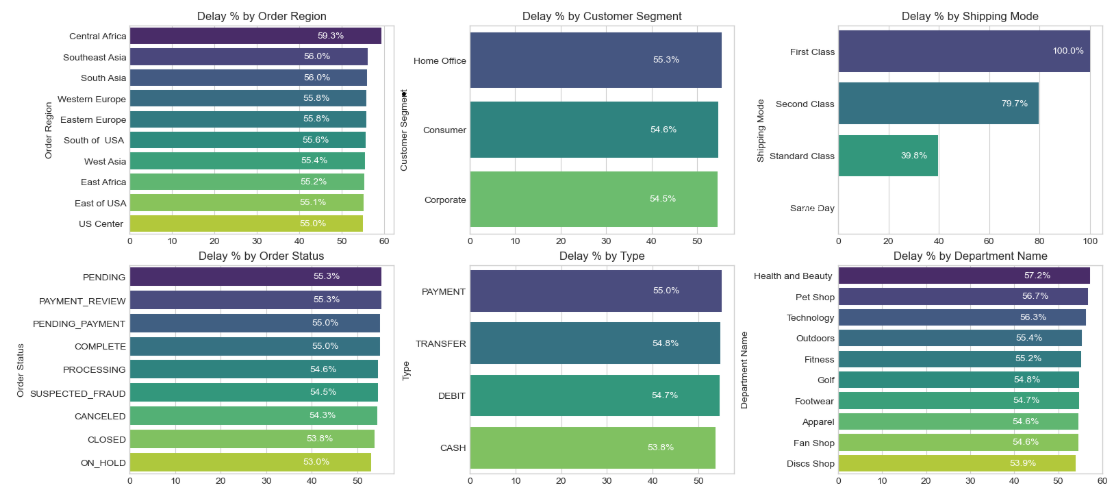 Delay % by Order Region
Order Region
Central Africa 59.3%
Southeast Asia 56.0%
South Asia 56.0%
Western Europe 55.8%
Eastern Europe 55.8%
South of USA 55.6%
West Asia 55.4%
East Africa 55.2%
East of USA 55.1%
US Center 55.0%
0 10 20 30 40 50 60
Delay % by Customer Segment
Customer Segment
Home Office 55.3%
Consumer 54.6%
Corporate 54.5%
0 10 20 30 40 50
Delay % by Shipping Mode
Shipping Mode
First Class 100.0%
Second Class 79.7%
Standard Class 39.8%
Same Day
0 20 40 60 80 100
Delay % by Order Status
Order Status
PENDING 55.3%
PAYMENT_REVIEW 55.3%
PENDING_PAYMENT 55.0%
COMPLETE 55.0%
PROCESSING 54.6%
SUSPECTED_FRAUD 54.5%
CANCELED 54.3%
CLOSED 53.8%
ON_HOLD 53.0%
0 10 20 30 40 50
Delay % by Type
Type
PAYMENT 55.0%
TRANSFER 54.8%
DEBIT 54.7%
CASH 53.8%
0 10 20 30 40 50
Delay % by Department Name
Department Name
Health and Beauty 57.2%
Pet Shop 56.7%
Technology 56.3%
Outdoors 55.4%
Fitness 55.2%
Golf 54.8%
Footwear 54.7%
Apparel 54.6%
Fan Shop 54.6%
Discs Shop 53.9%
0 10 20 30 40 50 60